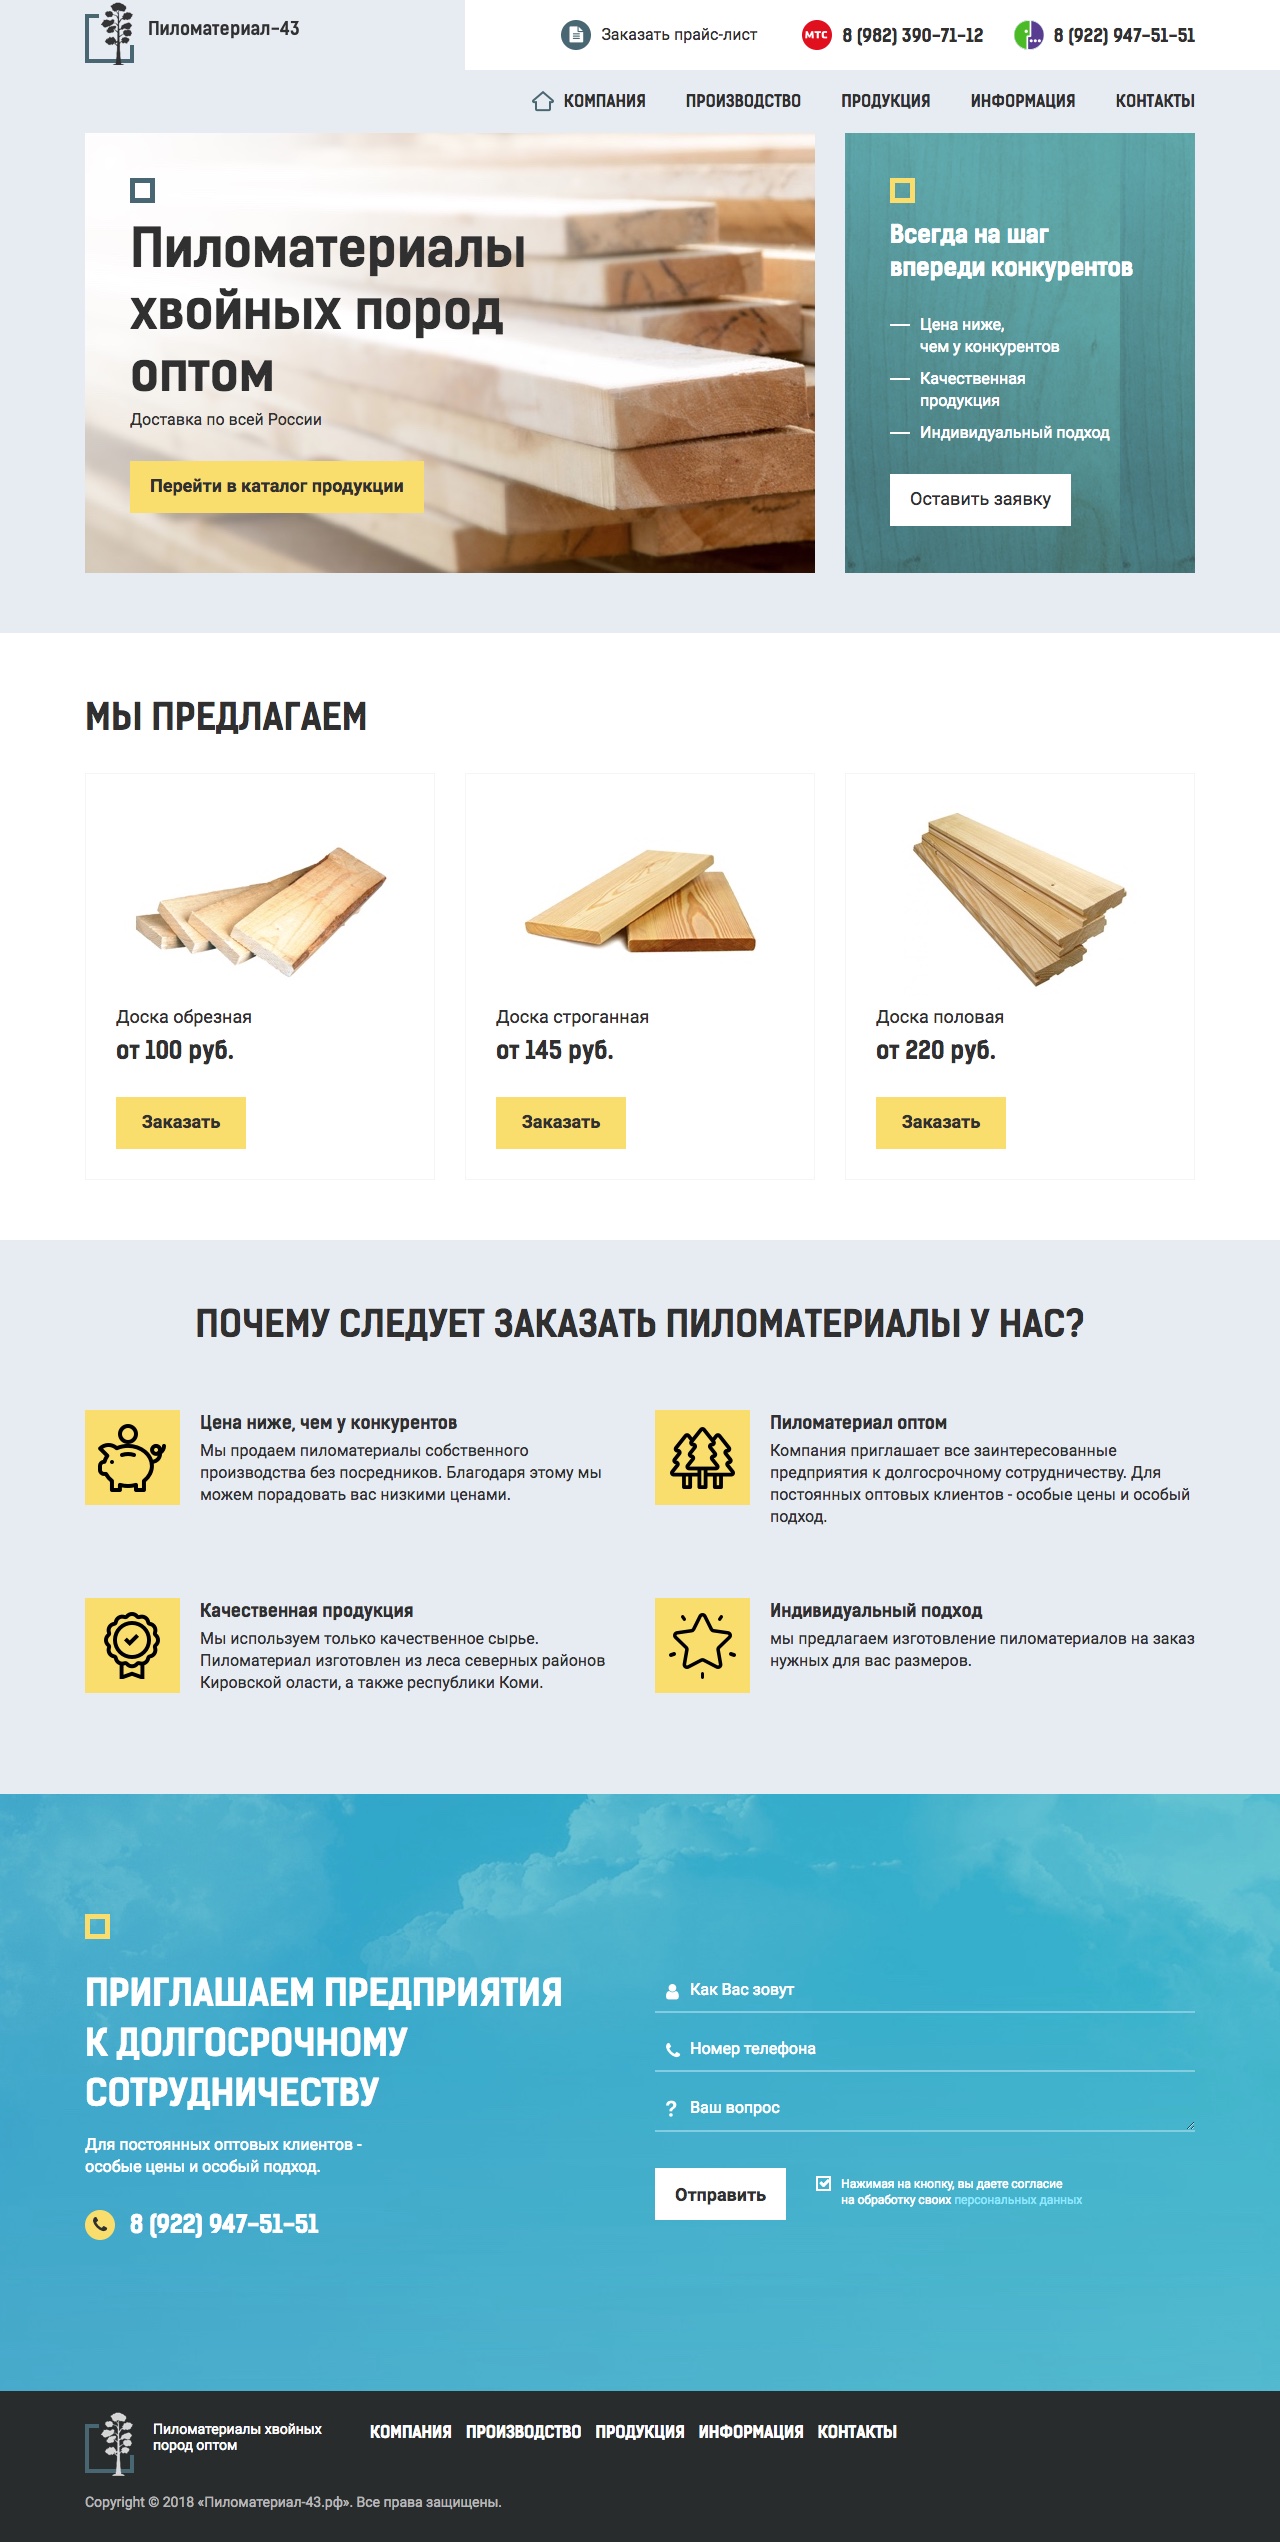 Пиломатериал-43
Заказать прайс-лист
МТС
8 (982) 390-71-12
8 (922) 947-51-51
КОМПАНИЯ ПРОИЗВОДСТВО ПРОДУКЦИЯ ИНФОРМАЦИЯ КОНТАКТЫ
Пиломатериалы
хвойных пород
оптом
Доставка по всей России
Перейти в каталог продукции
Всегда на шаг
впереди конкурентов
Цена ниже,
чем у конкурентов
Качественная
продукция
Индивидуальный подход
Оставить заявку
МЫ ПРЕДЛАГАЕМ
Доска обрезная
от 100 руб.
Заказать
Доска строганная
от 145 руб.
Заказать
Доска половая
от 220 руб.
Заказать
ПОЧЕМУ СЛЕДУЕТ ЗАКАЗАТЬ ПИЛОМАТЕРИАЛЫ У НАС?
Цена ниже, чем у конкурентов
Мы продаем пиломатериалы собственного
производства без посредников. Благодаря этому мы
можем порадовать вас низкими ценами.
Пиломатериал оптом
Компания приглашает все заинтересованные
предприятия к долгосрочному сотрудничеству. Для
постоянных оптовых клиентов - особые цены и особый
подход.
Качественная продукция
Мы используем только качественное сырье.
Пиломатериал изготовлен из леса северных районов
Кировской оласти, а также республики Коми.
Индивидуальный подход
мы предлагаем изготовление пиломатериалов на заказ
нужных для вас размеров.
ПРИГЛАШАЕМ ПРЕДПРИЯТИЯ
К ДОЛГОСРОЧНОМУ
СОТРУДНИЧЕСТВУ
Для постоянных оптовых клиентов -
особые цены и особый подход.
8 (922) 947-51-51
Как Вас зовут
Номер телефона
? Ваш вопрос
Отправить
Нажимая на кнопку, вы даете согласие
на обработку своих персональных данных
Пиломатериалы хвойных
пород оптом
КОМПАНИЯ ПРОИЗВОДСТВО ПРОДУКЦИЯ ИНФОРМАЦИЯ КОНТАКТЫ
Copyright © 2018 «Пиломатериал-43.рф». Все права защищены.